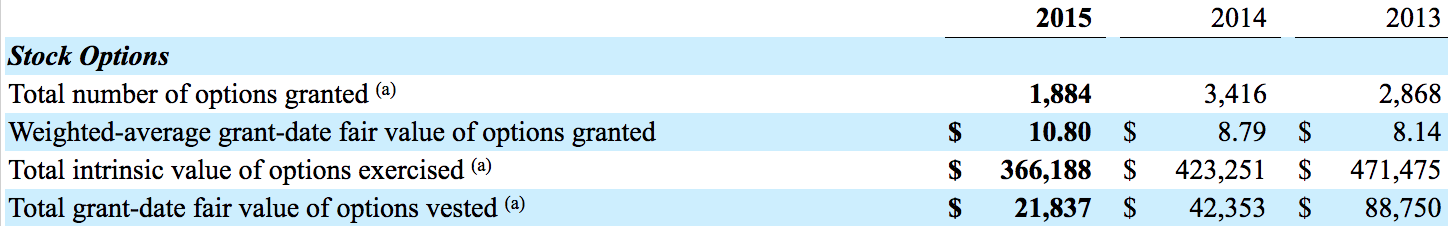 2015 2014 2013
Stock Options
Total number of options granted (a) 1,884 3,416 2,868
Weighted-average grant-date fair value of options granted $ 10.80 $ 8.79 $ 8.14
Total intrinsic value of options exercised (a) $ 366,188 $ 423,251 $ 471,475
Total grant-date fair value of options vested (a) $ 21,837 $ 42,353 $ 88,750